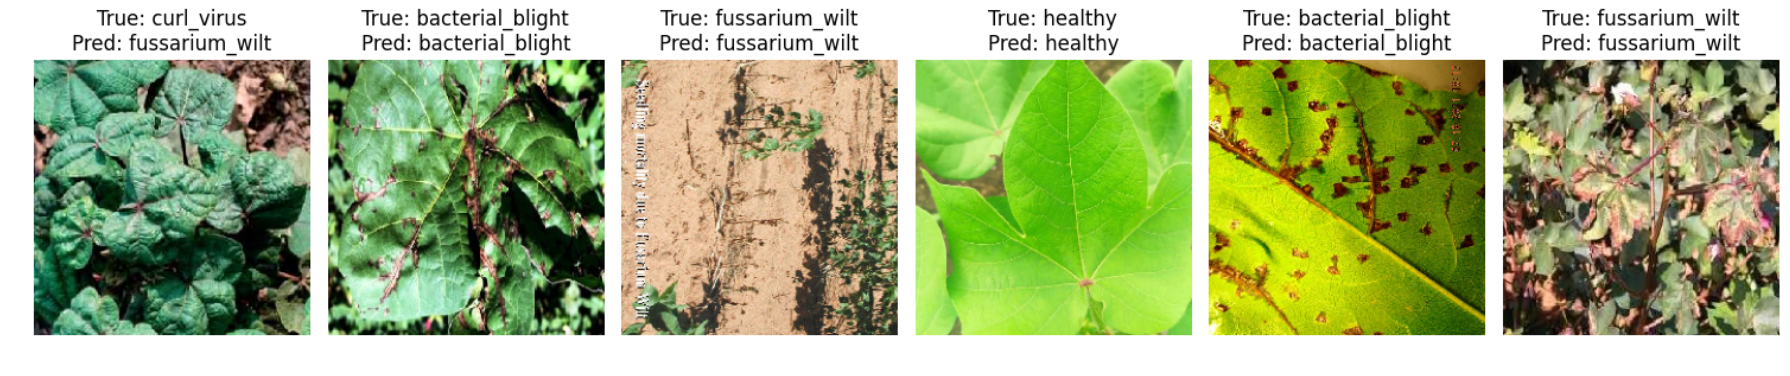 True: curl_virus
Pred: fussarium_wilt
True: bacterial_blight
Pred: bacterial_blight
True: fussarium_wilt
Pred: fussarium_wilt
True: healthy
Pred: healthy
True: bacterial_blight
Pred: bacterial_blight
True: fussarium_wilt
Pred: fussarium_wilt